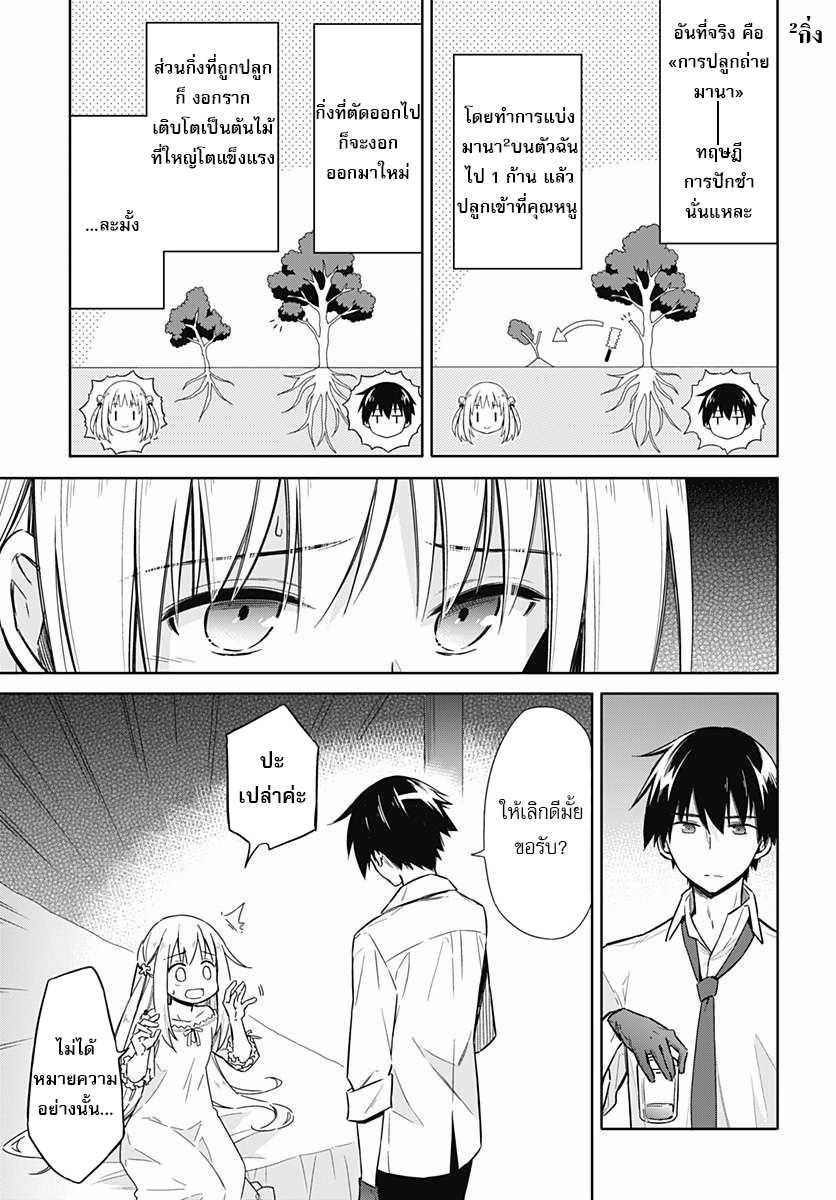 ²กิ่ง
อันที่จริง คือ
«การปลูกถ่าย
มานา»
ทฤษฎี
การปักชำ
นั่นแหละ
โดยทำการแบ่ง
มานา²บนตัวฉัน
ไป 1 ก้าน แล้ว
ปลูกเข้าที่คุณหนู
กิ่งที่ตัดออกไป
ก็จะงอก
ออกมาใหม่
ส่วนกิ่งที่ถูกปลูก
ก็ งอกราก
เติบโตเป็นต้นไม้
ที่ใหญ่โตแข็งแรง
...ละมั้ง
ให้เลิกดีมั้ย
ขอรับ?
ปะ
เปล่าค่ะ
ไม่ได้
หมายความ
อย่างนั้น...